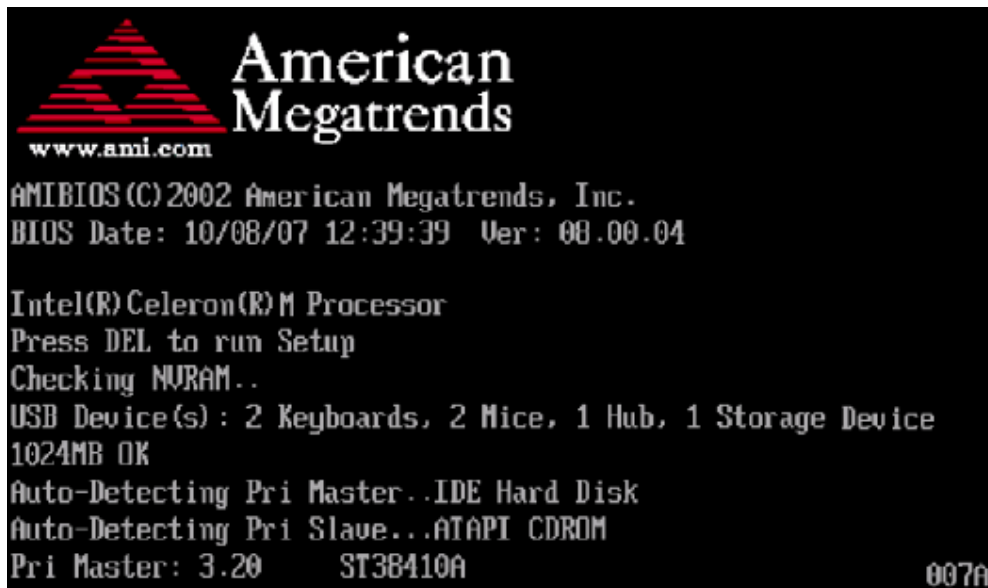 American
Megatrends
www.ami.com
AMIBIOS(C)2002 American Megatrends, Inc.
BIOS Date: 10/08/07 12:39:39 Ver: 08.00.04
Intel(R)Celeron(R)M Processor
Press DEL to run Setup
Checking NVRAM..
USB Device(s): 2 Keyboards, 2 Mice, 1 Hub, 1 Storage Device
1024MB OK
Auto-Detecting Pri Master..IDE Hard Disk
Auto-Detecting Pri Slave...ATAPI CDROM
Pri Master: 3.20 ST3B410A
007A